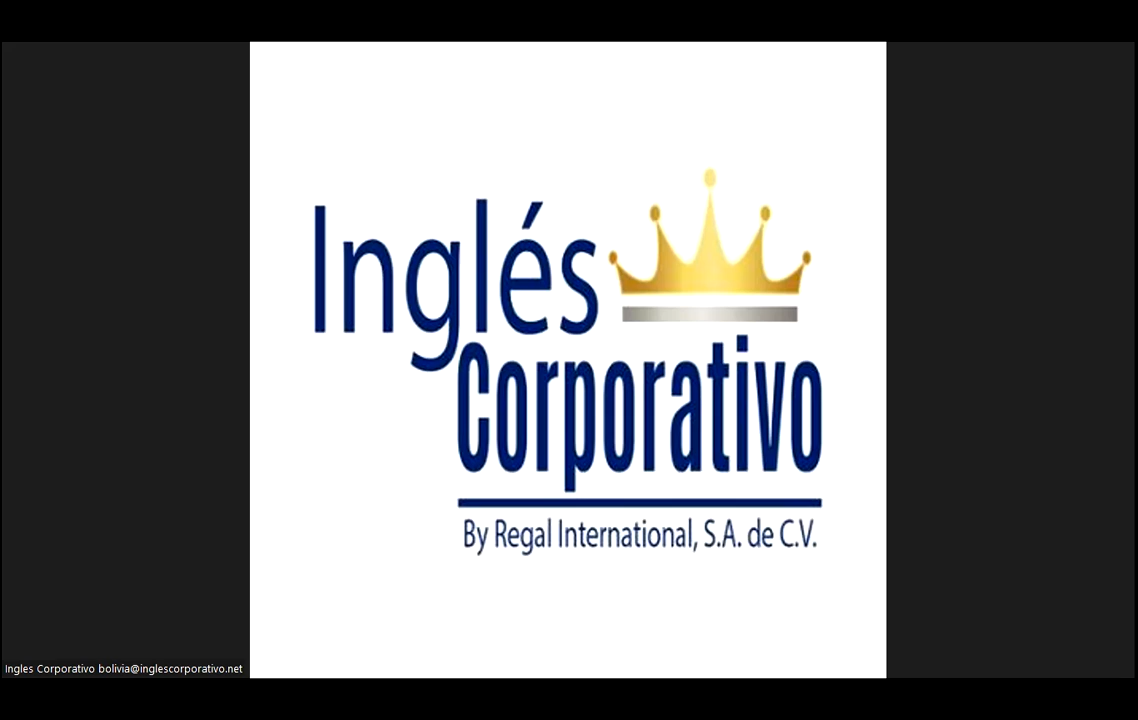 Inglés
Corporativo
By Regal International, S.A. de C.V.
Ingles Corporativo bolivia@inglescorporativo.net